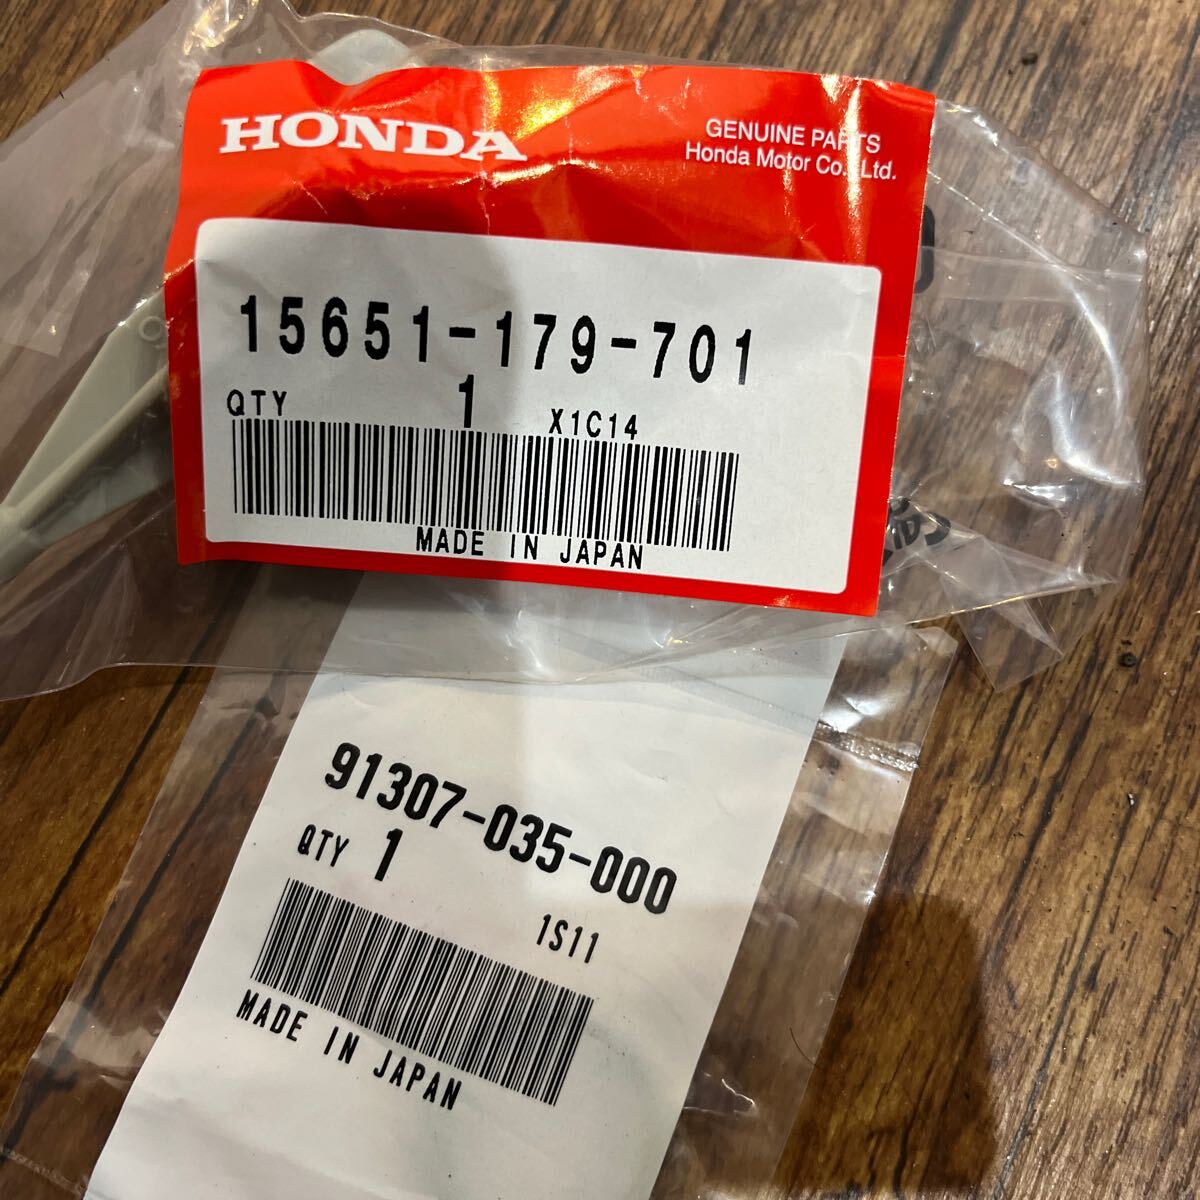 HONDA
GENUINE PARTS
Honda Motor Co., Ltd.
15651-179-701
QTY 1 X1C14
MADE IN JAPAN
91307-035-000
QTY 1
1S11
MADE IN JAPAN